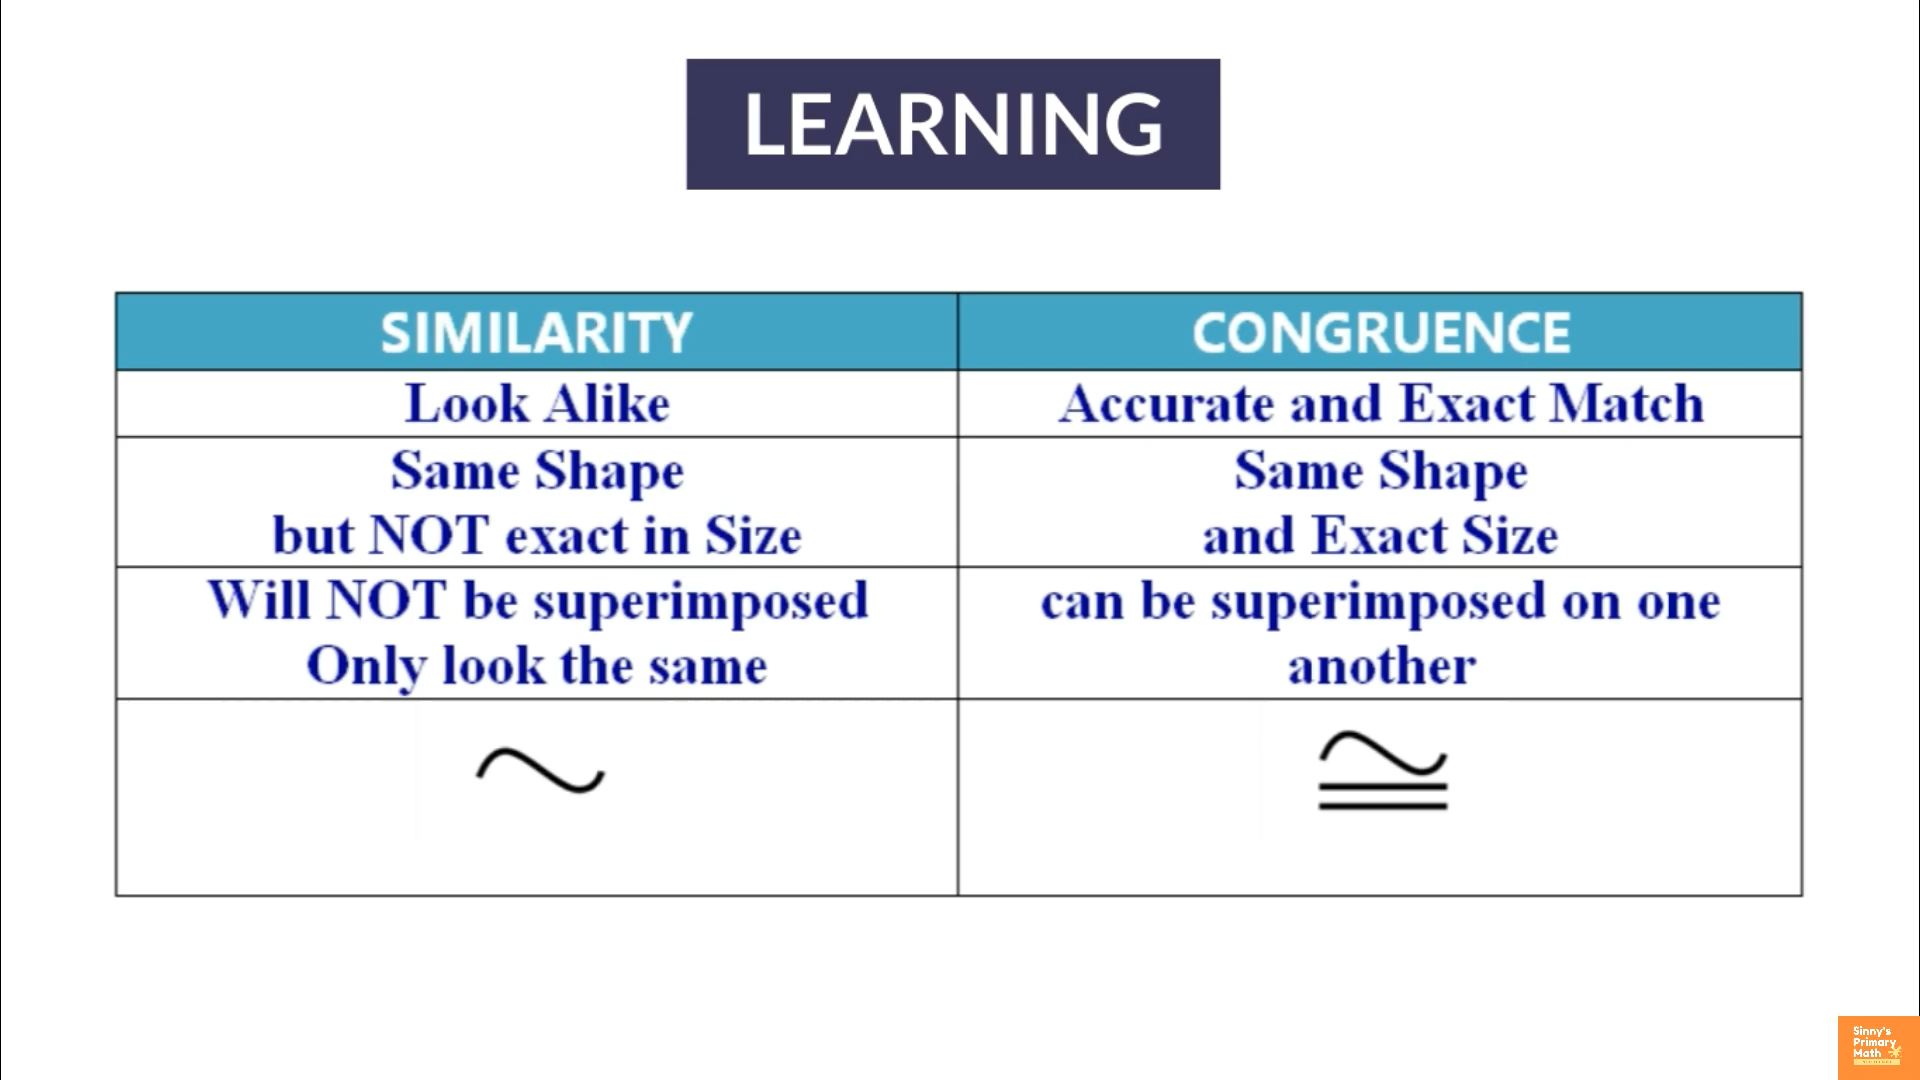 LEARNING
SIMILARITY
CONGRUENCE
Look Alike
Accurate and Exact Match
Same Shape
but NOT exact in Size
Same Shape
and Exact Size
Will NOT be superimposed
Only look the same
can be superimposed on one
another
~
≅
Sinny's
Primary
Math